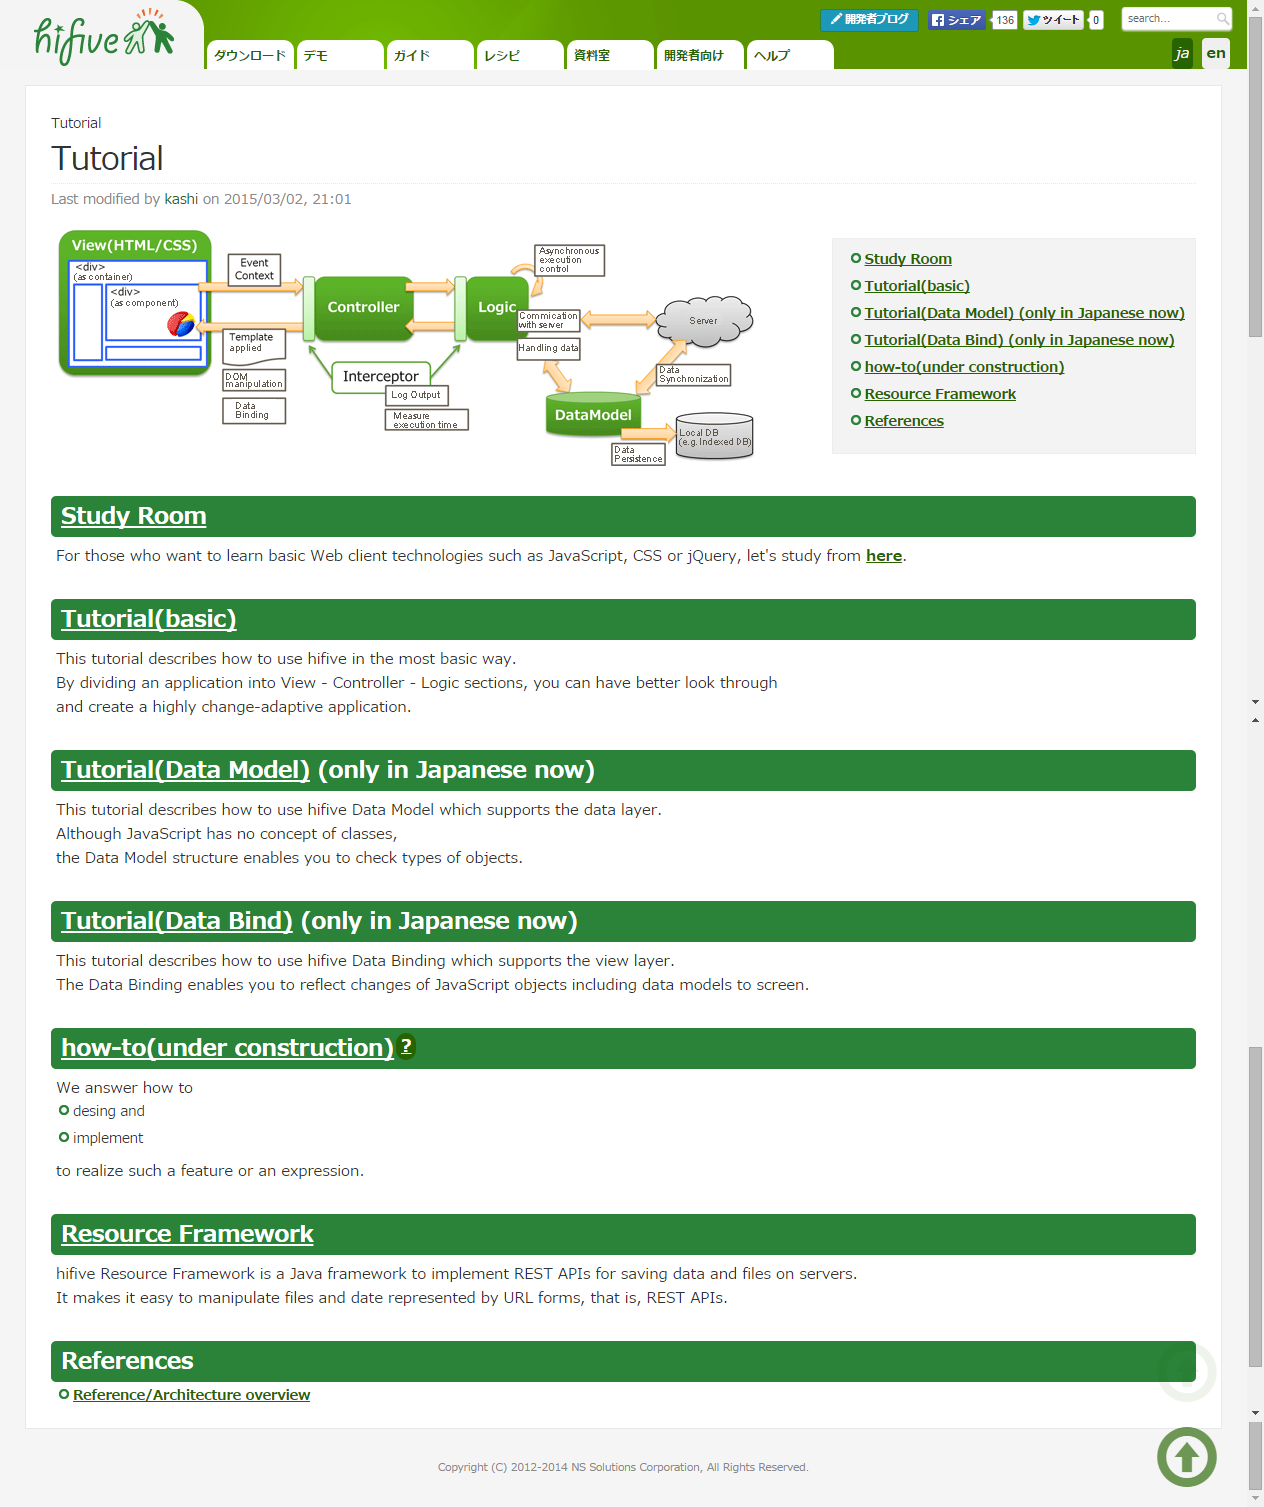 hifive
開発者ブログ
シェア 136
ツイート 0
search...
ダウンロード デモ ガイド レシピ 資料室 開発者向け ヘルプ
ja en
Tutorial
Tutorial
Last modified by kashi on 2015/03/02, 21:01
View(HTML/CSS)
<div>
(as container)
<div>
(as component)
Event
Context
Template
applied
DOM
manipulation
Data
Binding
Controller
Interceptor
Log Output
Measure
execution time
Logic
Asynchronous
execution
control
Commication
with server
Handling data
Server
Data
Synchronization
DataModel
Data
Persistence
Local DB
(e.g. Indexed DB)
Study Room
Tutorial(basic)
Tutorial(Data Model) (only in Japanese now)
Tutorial(Data Bind) (only in Japanese now)
how-to(under construction)
Resource Framework
References
Study Room
For those who want to learn basic Web client technologies such as JavaScript, CSS or jQuery, let's study from here.
Tutorial(basic)
This tutorial describes how to use hifive in the most basic way.
By dividing an application into View - Controller - Logic sections, you can have better look through
and create a highly change-adaptive application.
Tutorial(Data Model) (only in Japanese now)
This tutorial describes how to use hifive Data Model which supports the data layer.
Although JavaScript has no concept of classes,
the Data Model structure enables you to check types of objects.
Tutorial(Data Bind) (only in Japanese now)
This tutorial describes how to use hifive Data Binding which supports the view layer.
The Data Binding enables you to reflect changes of JavaScript objects including data models to screen.
how-to(under construction)?
We answer how to
desing and
implement
to realize such a feature or an expression.
Resource Framework
hifive Resource Framework is a Java framework to implement REST APIs for saving data and files on servers.
It makes it easy to manipulate files and date represented by URL forms, that is, REST APIs.
References
Reference/Architecture overview
Copyright (C) 2012-2014 NS Solutions Corporation, All Rights Reserved.